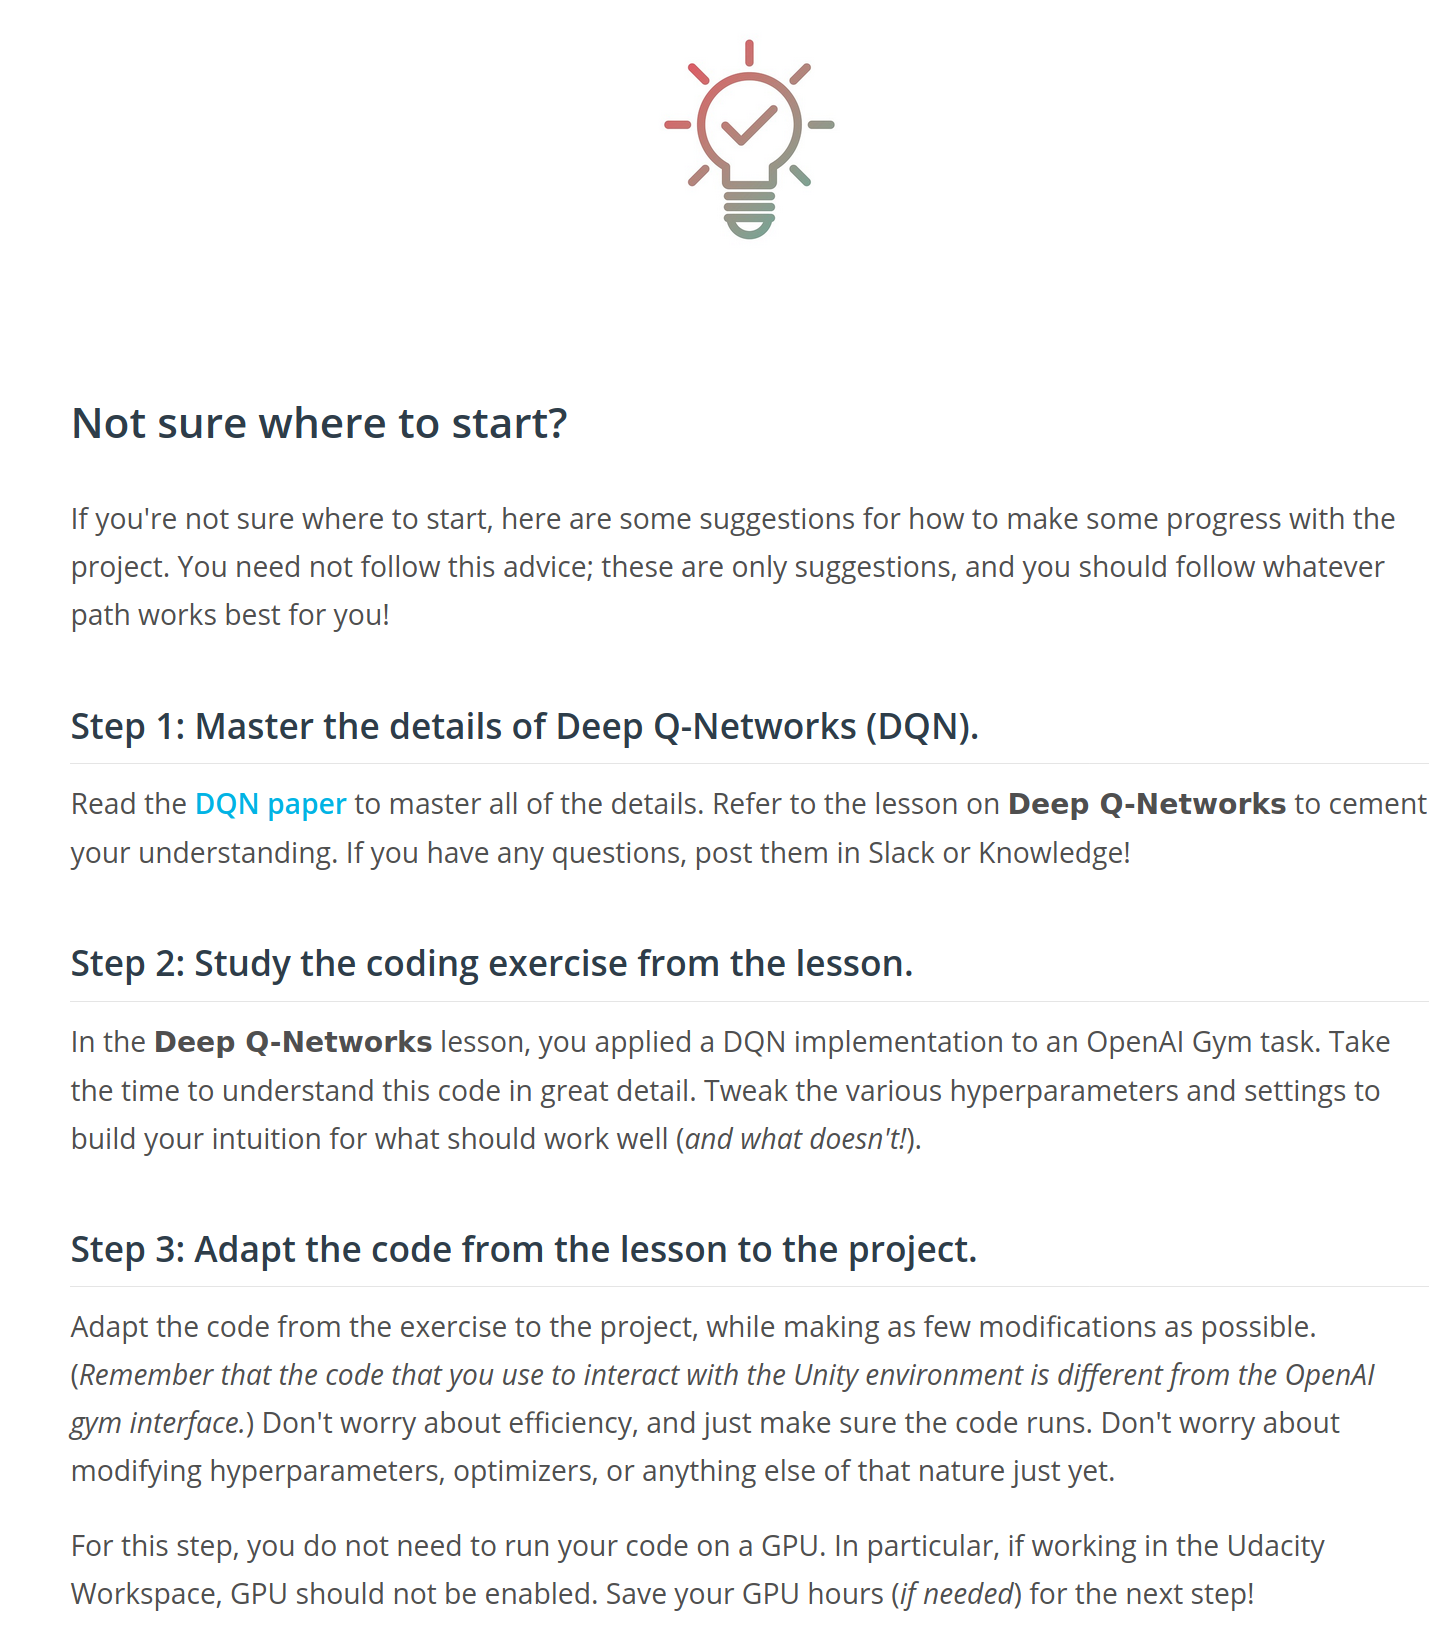 Not sure where to start?
If you're not sure where to start, here are some suggestions for how to make some progress with the
project. You need not follow this advice; these are only suggestions, and you should follow whatever
path works best for you!
Step 1: Master the details of Deep Q-Networks (DQN).
Read the DQN paper to master all of the details. Refer to the lesson on Deep Q-Networks to cement
your understanding. If you have any questions, post them in Slack or Knowledge!
Step 2: Study the coding exercise from the lesson.
In the Deep Q-Networks lesson, you applied a DQN implementation to an OpenAI Gym task. Take
the time to understand this code in great detail. Tweak the various hyperparameters and settings to
build your intuition for what should work well (and what doesn't!).
Step 3: Adapt the code from the lesson to the project.
Adapt the code from the exercise to the project, while making as few modifications as possible.
(Remember that the code that you use to interact with the Unity environment is different from the OpenAI
gym interface.) Don't worry about efficiency, and just make sure the code runs. Don't worry about
modifying hyperparameters, optimizers, or anything else of that nature just yet.
For this step, you do not need to run your code on a GPU. In particular, if working in the Udacity
Workspace, GPU should not be enabled. Save your GPU hours (if needed) for the next step!